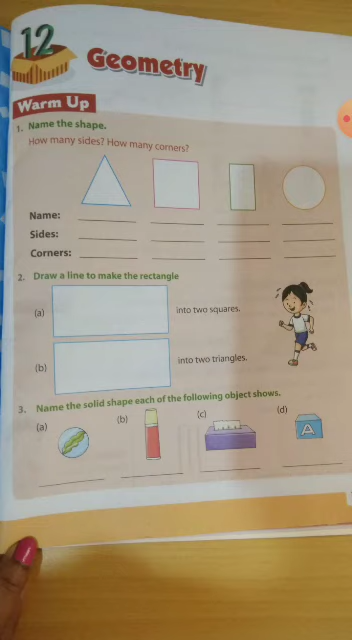 12
Geometry
Warm Up
1. Name the shape.
How many sides? How many corners?
Name:
Sides:
Corners:
2. Draw a line to make the rectangle
(a) into two squares.
(b) into two triangles.
3. Name the solid shape each of the following object shows.
(a) (b) (c) (d)
A